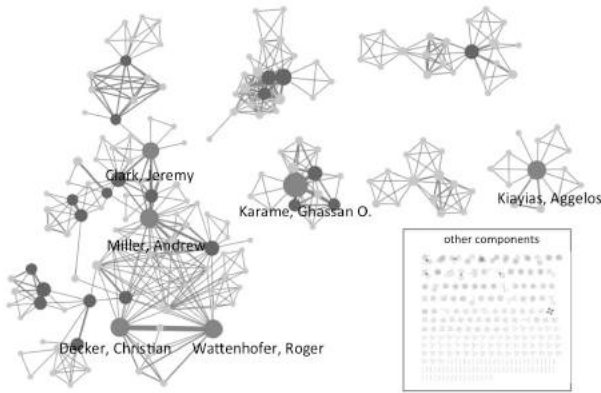 Clark, Jeremy
Karame, Ghassan O.
Kiayias, Aggelos
Miller, Andrew
other components
Decker, Christian
Wattenhofer, Roger